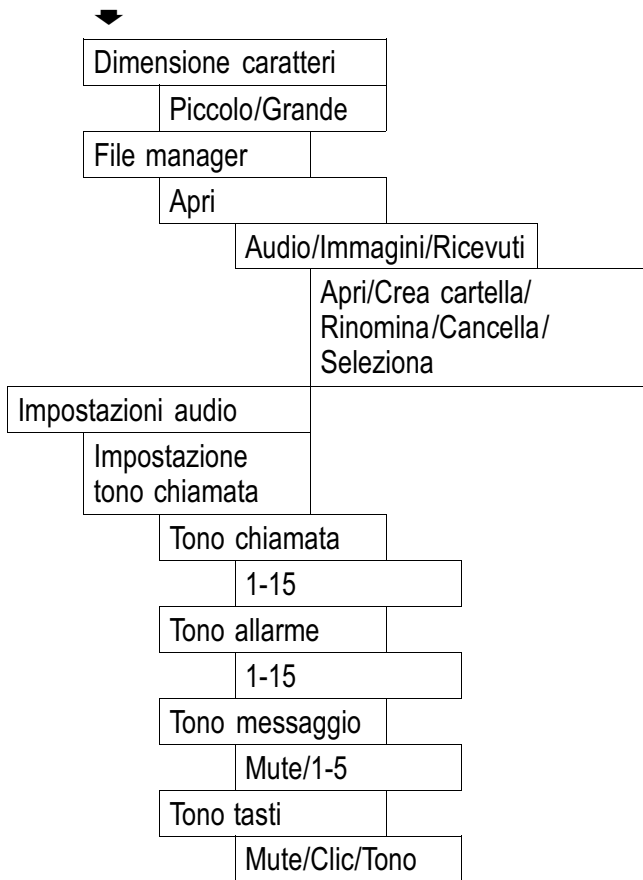 Dimensione caratteri
Piccolo/Grande
File manager
Apri
Audio/Immagini/Ricevuti
Apri/Crea cartella/
Rinomina/Cancella/
Seleziona
Impostazioni audio
Impostazione
tono chiamata
Tono chiamata
1-15
Tono allarme
1-15
Tono messaggio
Mute/1-5
Tono tasti
Mute/Clic/Tono